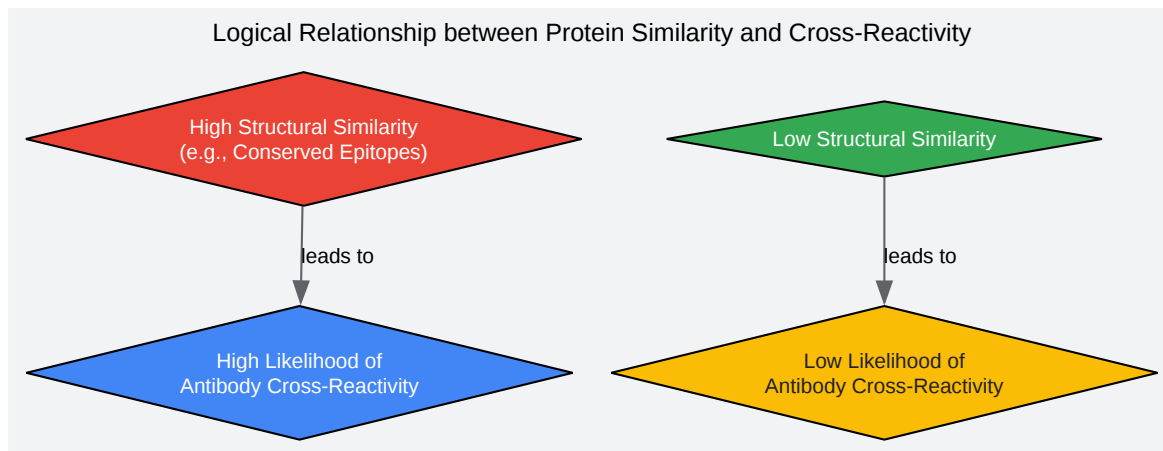 Logical Relationship between Protein Similarity and Cross-Reactivity
High Structural Similarity
(e.g., Conserved Epitopes)
Low Structural Similarity
leads to
leads to
High Likelihood of
Antibody Cross-Reactivity
Low Likelihood of
Antibody Cross-Reactivity